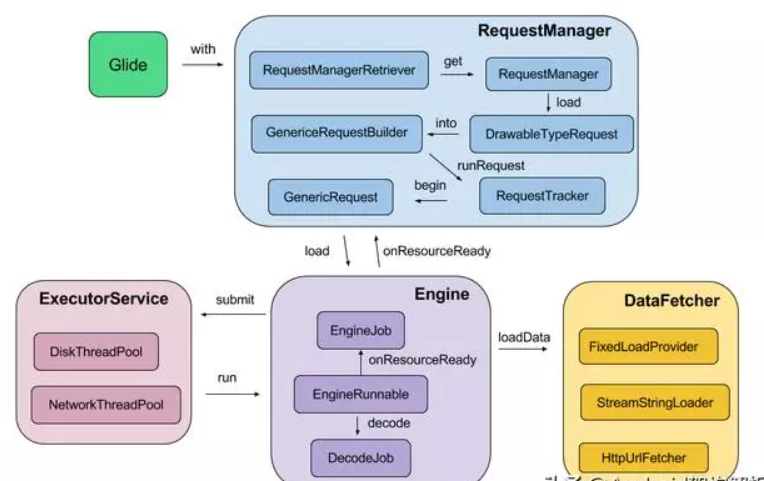 RequestManager
Glide
with
RequestManagerRetriever
get
RequestManager
load
GenericeRequestBuilder
into
DrawableTypeRequest
runRequest
GenericRequest
begin
RequestTracker
load
onResourceReady
ExecutorService
submit
Engine
DataFetcher
DiskThreadPool
EngineJob
loadData
FixedLoadProvider
onResourceReady
run
NetworkThreadPool
EngineRunnable
StreamStringLoader
decode
DecodeJob
HttpUrlFetcher